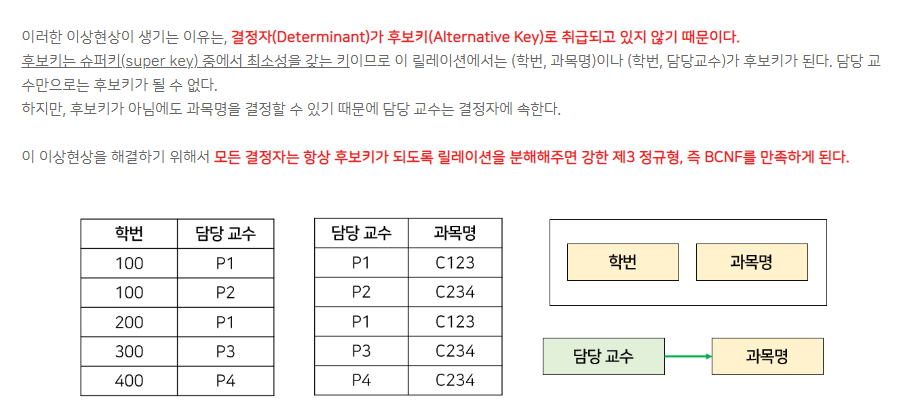 이러한 이상현상이 생기는 이유는, 결정자(Determinant)가 후보키(Alternative Key)로 취급되고 있지 않기 때문이다.
후보키는 슈퍼키(super key) 중에서 최소성을 갖는 키이므로 이 릴레이션에서는 (학번, 과목명)이나 (학번, 담당교수)가 후보키가 된다. 담당 교
수만으로는 후보키가 될 수 없다.
하지만, 후보키가 아님에도 과목명을 결정할 수 있기 때문에 담당 교수는 결정자에 속한다.
이 이상현상을 해결하기 위해서 모든 결정자는 항상 후보키가 되도록 릴레이션을 분해해주면 강한 제3 정규형, 즉 BCNF를 만족하게 된다.
학번 담당 교수
100 P1
100 P2
200 P1
300 P3
400 P4
담당 교수 과목명
P1 C123
P2 C234
P1 C123
P3 C234
P4 C234
학번 과목명
담당 교수 과목명